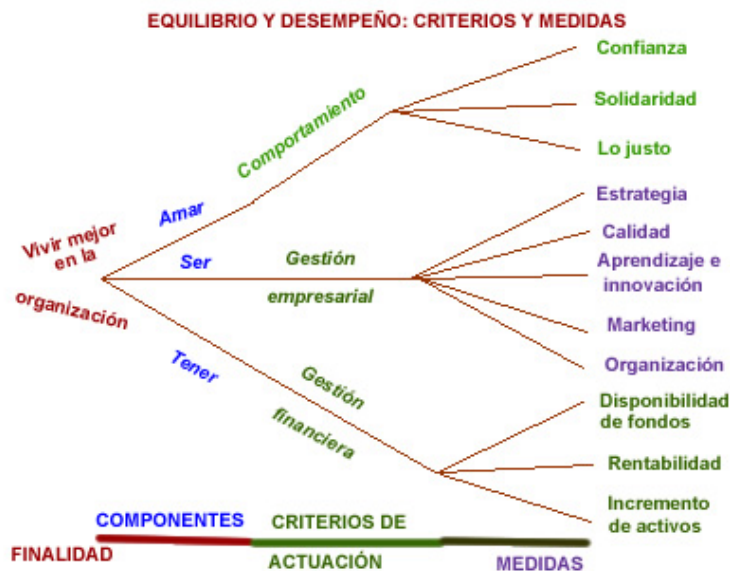 EQUILIBRIO Y DESEMPEÑO: CRITERIOS Y MEDIDAS
Vivir mejor
en la
organización
Amar
Comportamiento
Confianza
Solidaridad
Lo justo
Ser
Gestión
empresarial
Estrategia
Calidad
Aprendizaje e
innovación
Marketing
Organización
Tener
Gestión
financiera
Disponibilidad
de fondos
Rentabilidad
Incremento
de activos
FINALIDAD
COMPONENTES
CRITERIOS DE
ACTUACIÓN
MEDIDAS